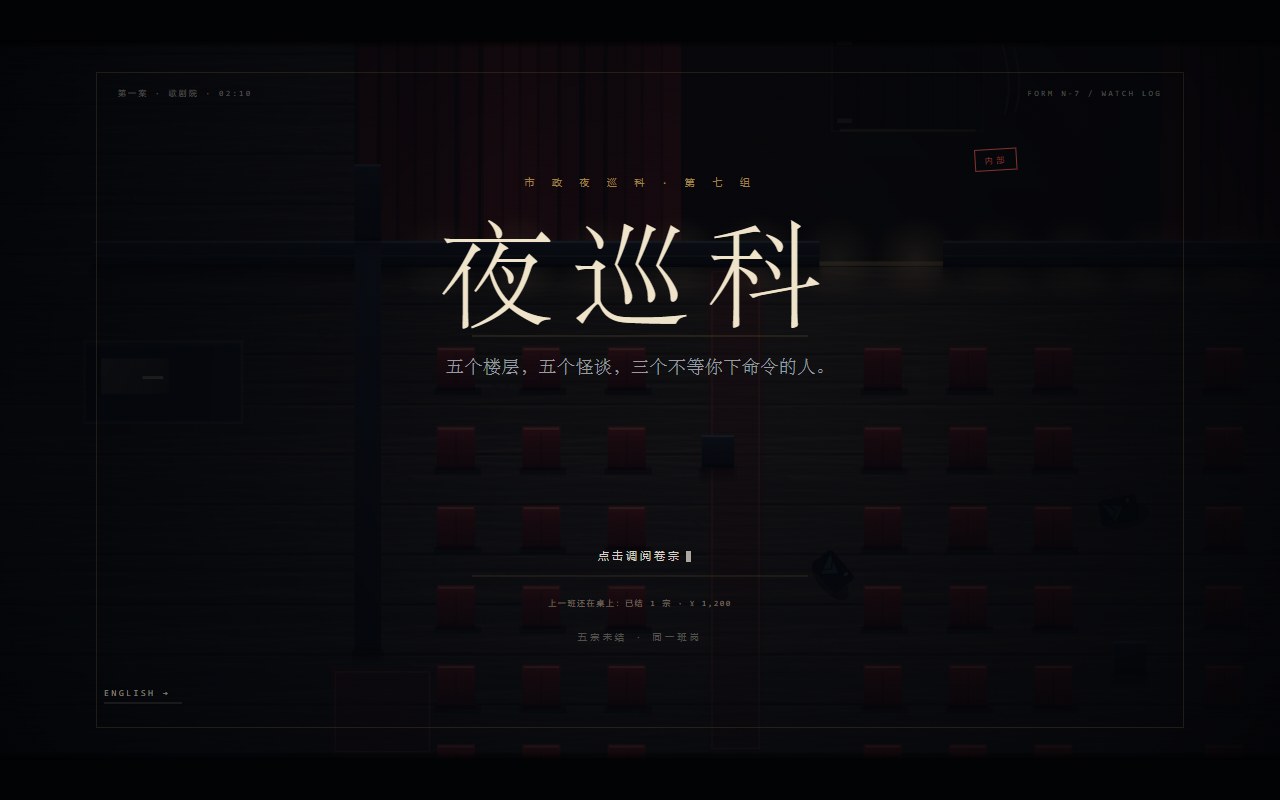 第一案 · 歌剧院 · 02:10
FORM N-7 / WATCH LOG
内部
市政夜巡科 · 第七组
夜巡科
五个楼层，五个怪谈，三个不等你下命令的人。
点击调阅卷宗
上一班还在桌上：已结 1 宗 · ¥ 1,200
五宗未结 · 同一班岗
ENGLISH →